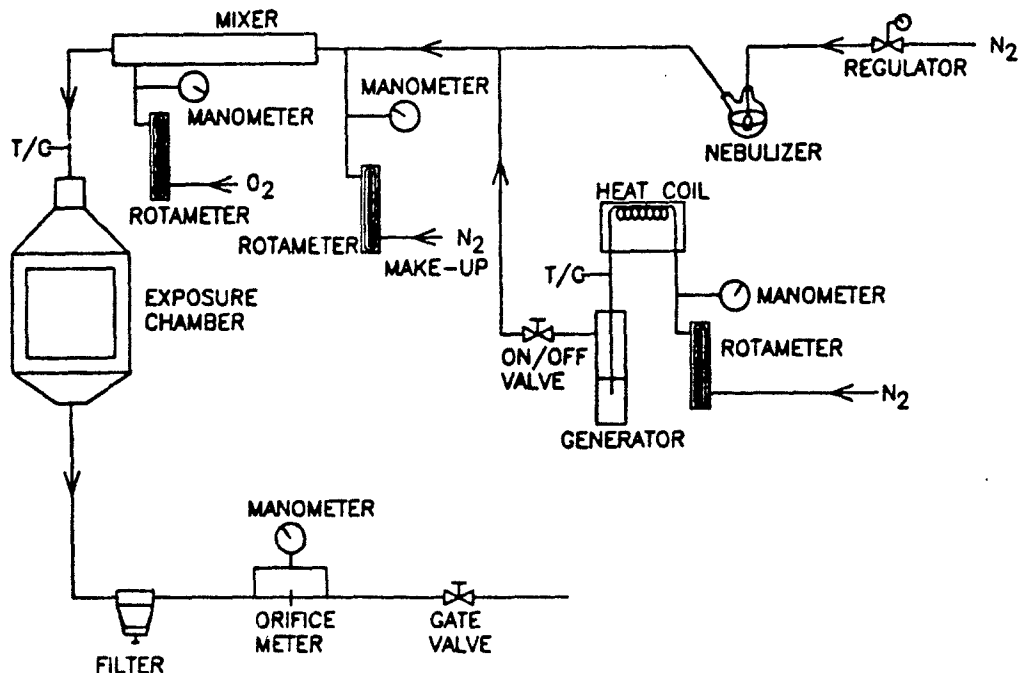 MIXER
N2
REGULATOR
MANOMETER
MANOMETER
T/C
NEBULIZER
O2
ROTAMETER
HEAT COIL
ROTAMETER
N2
MAKE-UP
T/C
MANOMETER
EXPOSURE
CHAMBER
ROTAMETER
ON/OFF
VALVE
N2
GENERATOR
MANOMETER
ORIFICE
METER
GATE
VALVE
FILTER